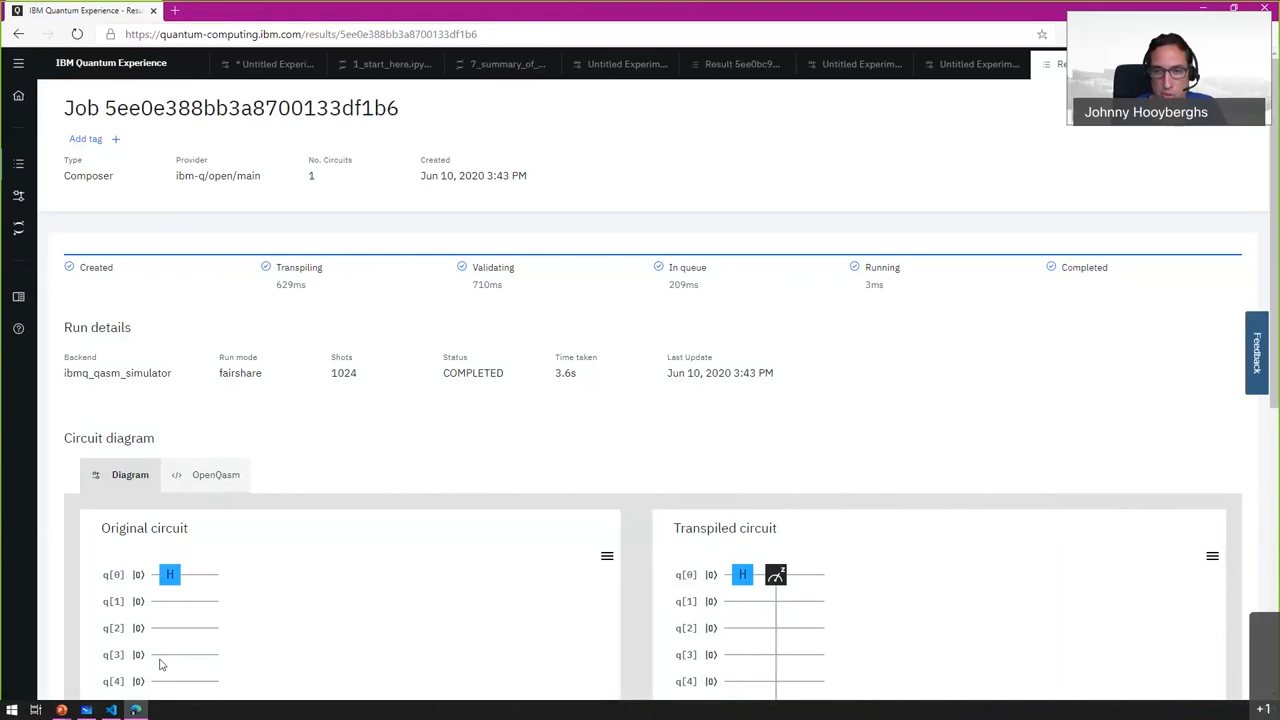 IBM Quantum Experience - Resu
https://quantum-computing.ibm.com/results/5ee0e388bb3a8700133df1b6
IBM Quantum Experience
* Untitled Experi...
1_start_here.ipy...
7_summary_of_...
Untitled Experim...
Result 5ee0bc9...
Untitled Experim...
Untitled Experim...
Re
Johnny Hooyberghs
Job 5ee0e388bb3a8700133df1b6
Add tag +
Type Provider No. Circuits Created
Composer ibm-q/open/main 1 Jun 10, 2020 3:43 PM
Created Transpiling Validating In queue Running Completed
629ms 710ms 209ms 3ms
Run details
Backend Run mode Shots Status Time taken Last Update
ibmq_qasm_simulator fairshare 1024 COMPLETED 3.6s Jun 10, 2020 3:43 PM
Feedback
Circuit diagram
Diagram </> OpenQasm
Original circuit
q[0] |0⟩ H
q[1] |0⟩
q[2] |0⟩
q[3] |0⟩
q[4] |0⟩
Transpiled circuit
q[0] |0⟩ H z
q[1] |0⟩
q[2] |0⟩
q[3] |0⟩
q[4] |0⟩
+1